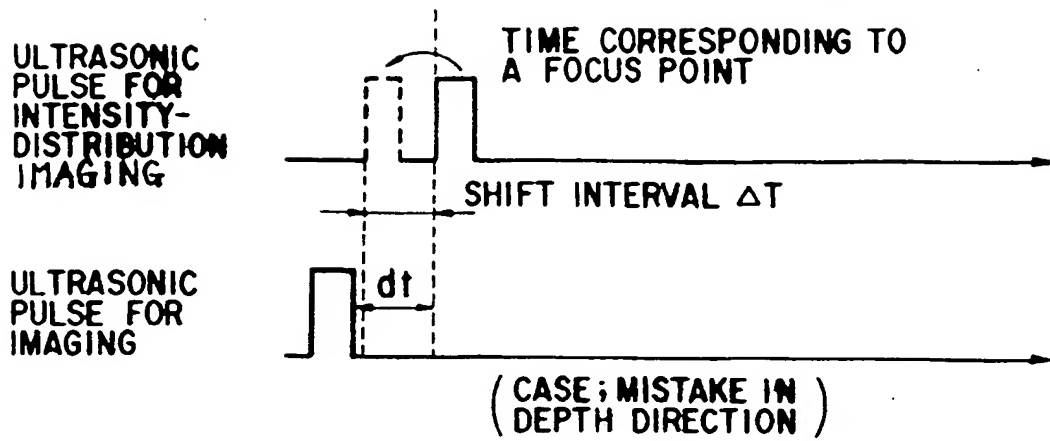 ULTRASONIC
PULSE FOR
INTENSITY-
DISTRIBUTION
IMAGING
TIME CORRESPONDING TO
A FOCUS POINT
SHIFT INTERVAL ΔT
ULTRASONIC
PULSE FOR
IMAGING
dt
(CASE; MISTAKE IN
DEPTH DIRECTION)